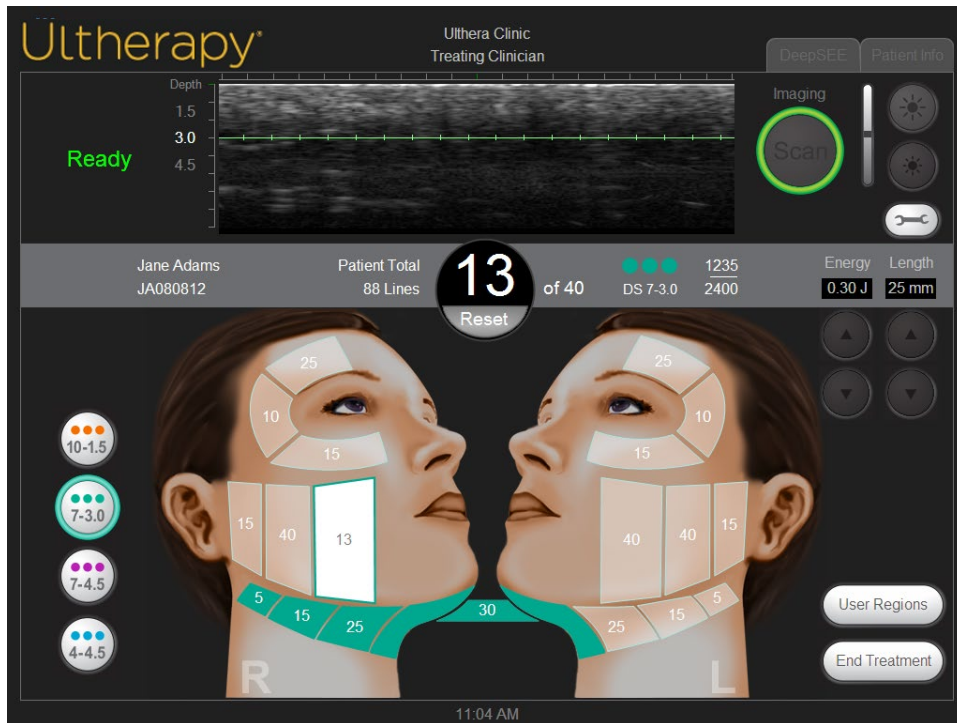 Ultherapy
Ulthera Clinic
Treating Clinician
DeepSEE
Patient Info
Depth
1.5
3.0
4.5
Ready
Imaging
Scan
Jane Adams
JA080812
Patient Total
88 Lines
13
Reset
of 40
DS 7-3.0
1235
2400
Energy
0.30 J
Length
25 mm
25
10
15
15
40
13
5
15
25
30
25
10
15
40
40
15
25
15
5
10-1.5
7-3.0
7-4.5
4-4.5
User Regions
End Treatment
R
L
11:04 AM